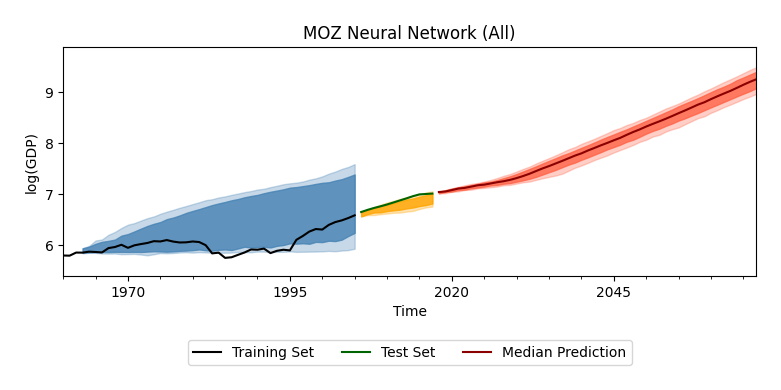 MOZ Neural Network (All)
log(GDP)
9
8
7
6
1970 1995 2020 2045
Time
Training Set Test Set Median Prediction